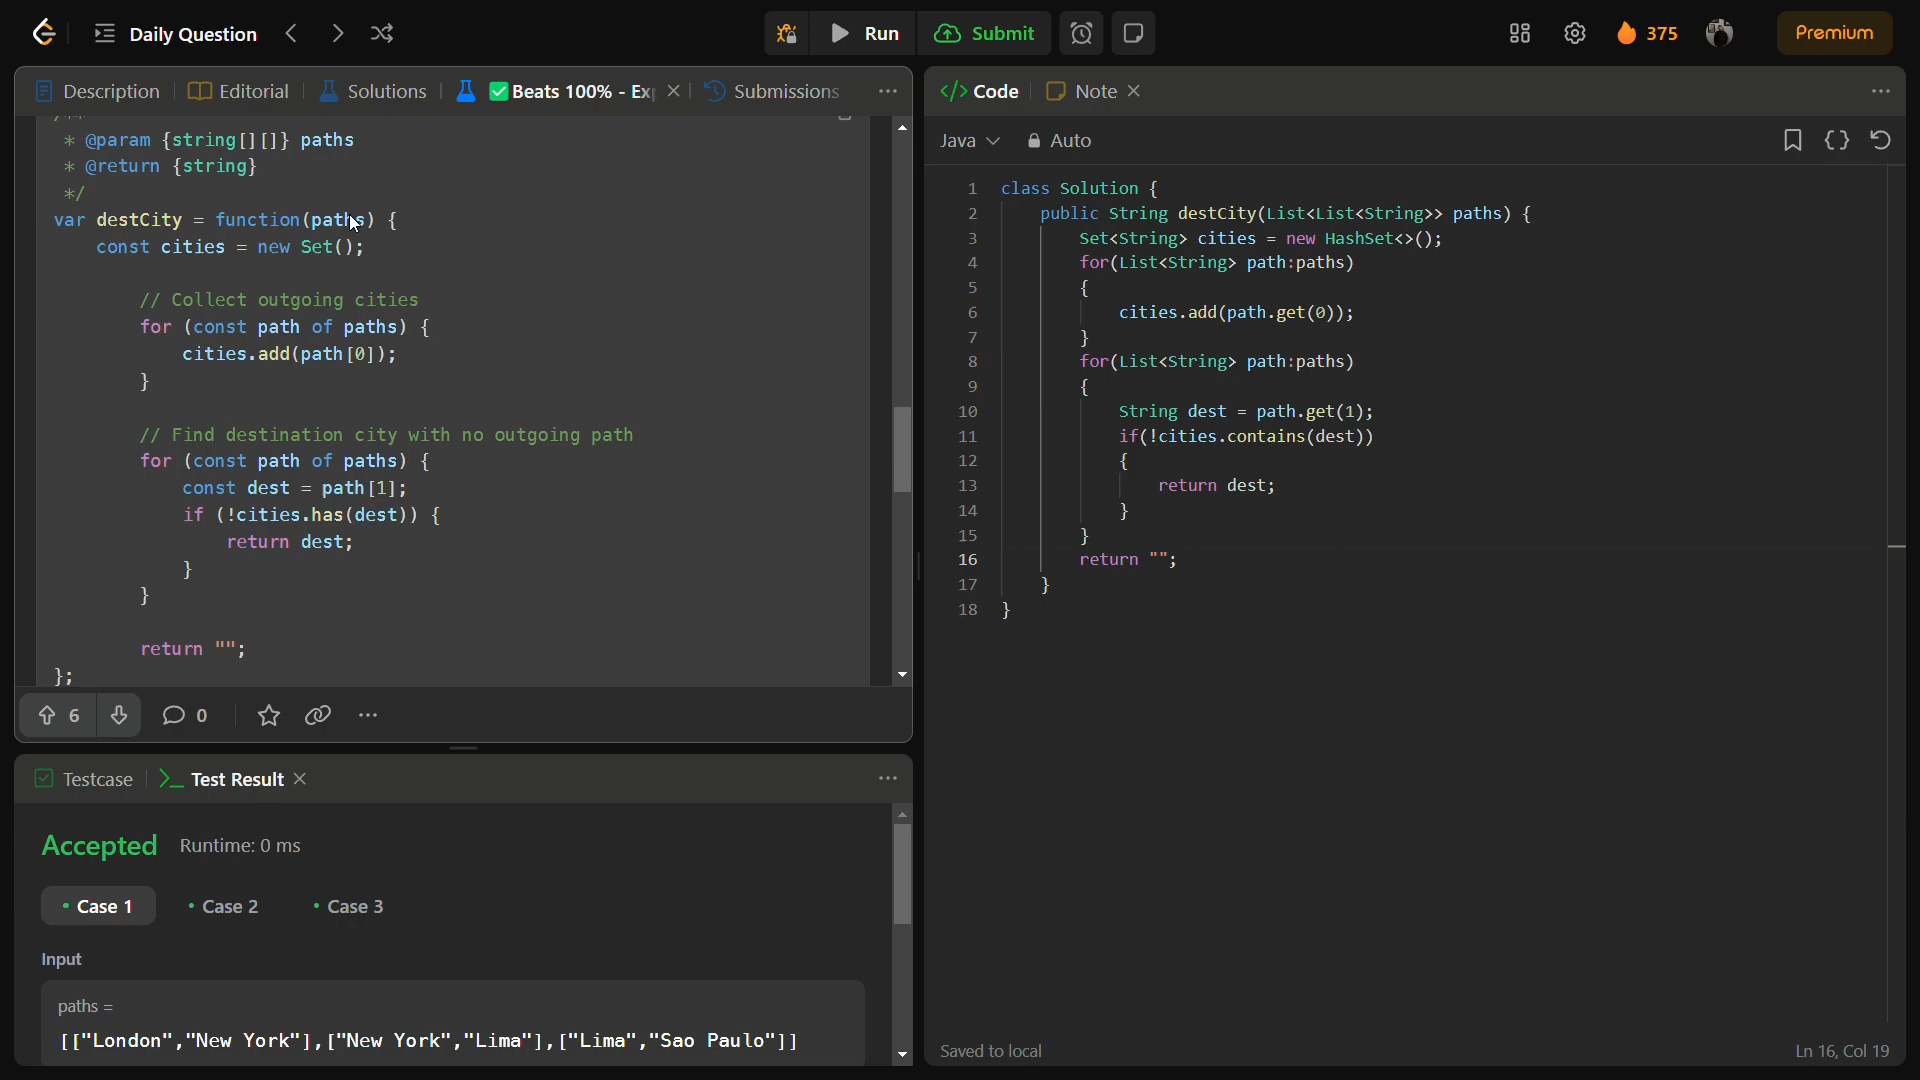 Daily Question
Run
Submit
375
Premium
Description
Editorial
Solutions
Beats 100% - Ex
Submissions
* @param {string[][]} paths
* @return {string}
*/
var destCity = function(paths) {
const cities = new Set();
// Collect outgoing cities
for (const path of paths) {
cities.add(path[0]);
}
// Find destination city with no outgoing path
for (const path of paths) {
const dest = path[1];
if (!cities.has(dest)) {
return dest;
}
}
return "";
};
6
0
Testcase
Test Result
Accepted
Runtime: 0 ms
Case 1
Case 2
Case 3
Input
paths =
[["London","New York"],["New York","Lima"],["Lima","Sao Paulo"]]
</> Code
Note
Java
Auto
1 class Solution {
2 public String destCity(List<List<String>> paths) {
3 Set<String> cities = new HashSet<>();
4 for(List<String> path:paths)
5 {
6 cities.add(path.get(0));
7 }
8 for(List<String> path:paths)
9 {
10 String dest = path.get(1);
11 if(!cities.contains(dest))
12 {
13 return dest;
14 }
15 }
16 return "";
17 }
18 }
Saved to local
Ln 16, Col 19